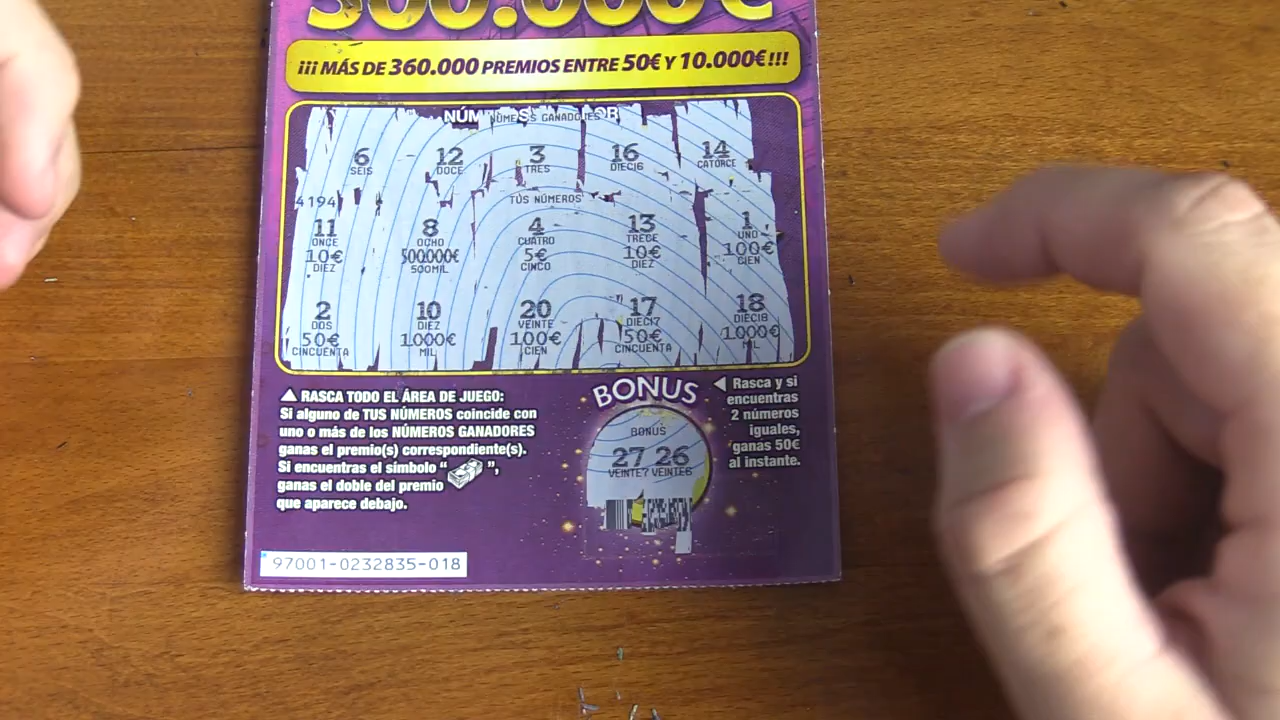 500.000€
¡¡¡ MÁS DE 360.000 PREMIOS ENTRE 50€ Y 10.000€ !!!
NÚMEROS GANADORES
6 12 3 16 14
SEIS DOCE TRES DIECI6 CATORCE
4194 TUS NÚMEROS
11 8 4 13 1
ONCE OCHO CUATRO TRECE UNO
10€ 500000€ 5€ 10€ 100€
DIEZ 500MIL CINCO DIEZ CIEN
2 10 20 17 18
DOS DIEZ VEINTE DIECI7 DIECI8
50€ 1000€ 100€ 50€ 1000€
CINCUENTA MIL CIEN CINCUENTA MIL
RASCA TODO EL ÁREA DE JUEGO:
Si alguno de TUS NÚMEROS coincide con
uno o más de los NÚMEROS GANADORES
ganas el premio(s) correspondiente(s).
Si encuentras el símbolo " ",
ganas el doble del premio
que aparece debajo.
BONUS
Rasca y si
encuentras
2 números
iguales,
ganas 50€
al instante.
BONUS
27 26
VEINTE7 VEINTE6
97001-0232835-018